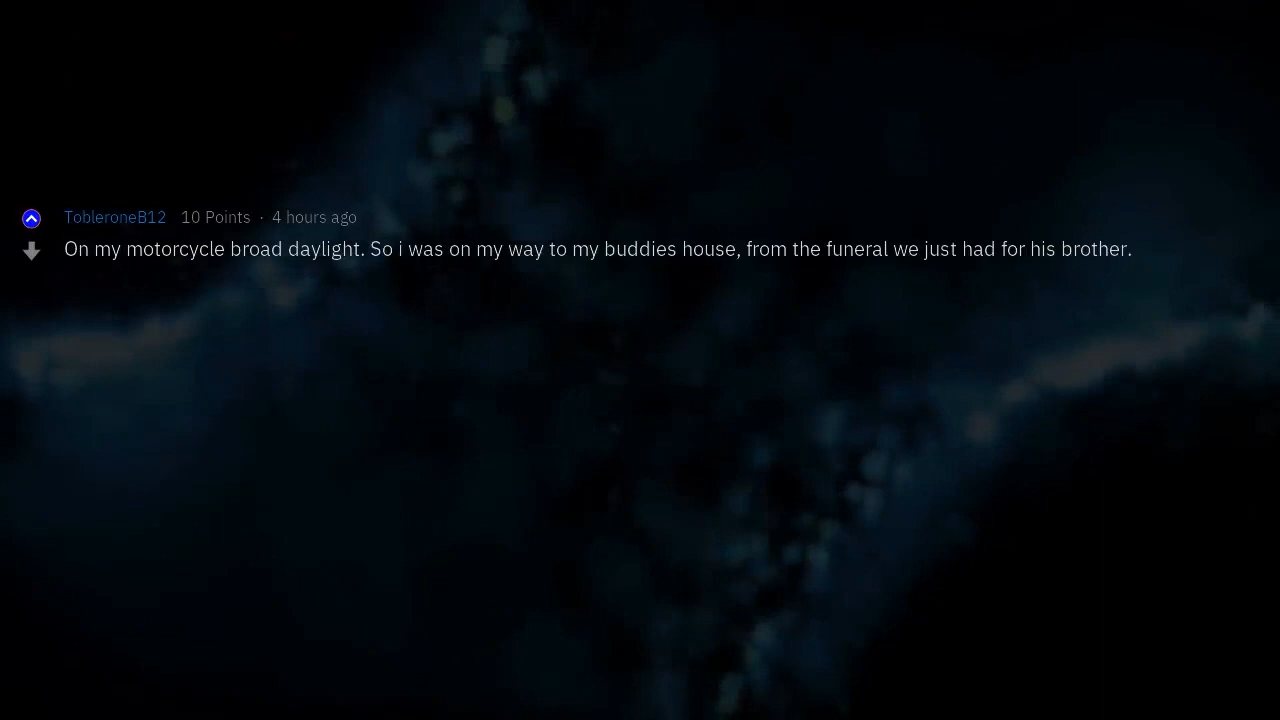 TobleroneB12 10 Points · 4 hours ago
On my motorcycle broad daylight. So i was on my way to my buddies house, from the funeral we just had for his brother.